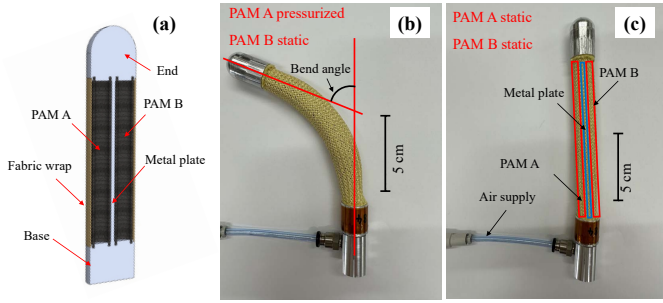 (a)
End
PAM A
PAM B
Fabric wrap
Metal plate
Base
PAM A pressurized
(b)
PAM B static
Bend angle
5 cm
PAM A static
(c)
PAM B static
PAM B
Metal plate
PAM A
5 cm
Air supply